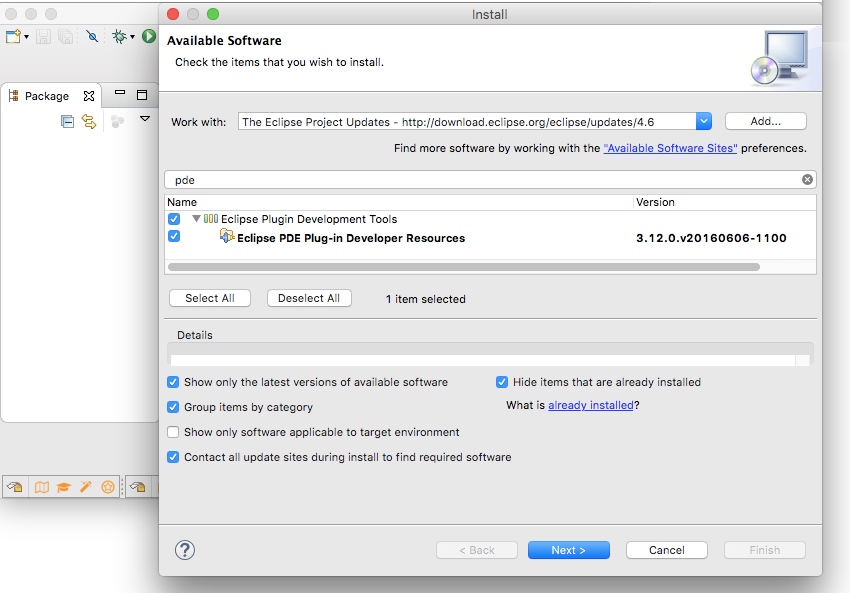 Install
Available Software
Check the items that you wish to install.
Package
Work with: The Eclipse Project Updates - http://download.eclipse.org/eclipse/updates/4.6 Add...
Find more software by working with the "Available Software Sites" preferences.
pde
Name Version
Eclipse Plugin Development Tools
Eclipse PDE Plug-in Developer Resources 3.12.0.v20160606-1100
Select All Deselect All 1 item selected
Details
Show only the latest versions of available software Hide items that are already installed
Group items by category What is already installed?
Show only software applicable to target environment
Contact all update sites during install to find required software
? < Back Next > Cancel Finish